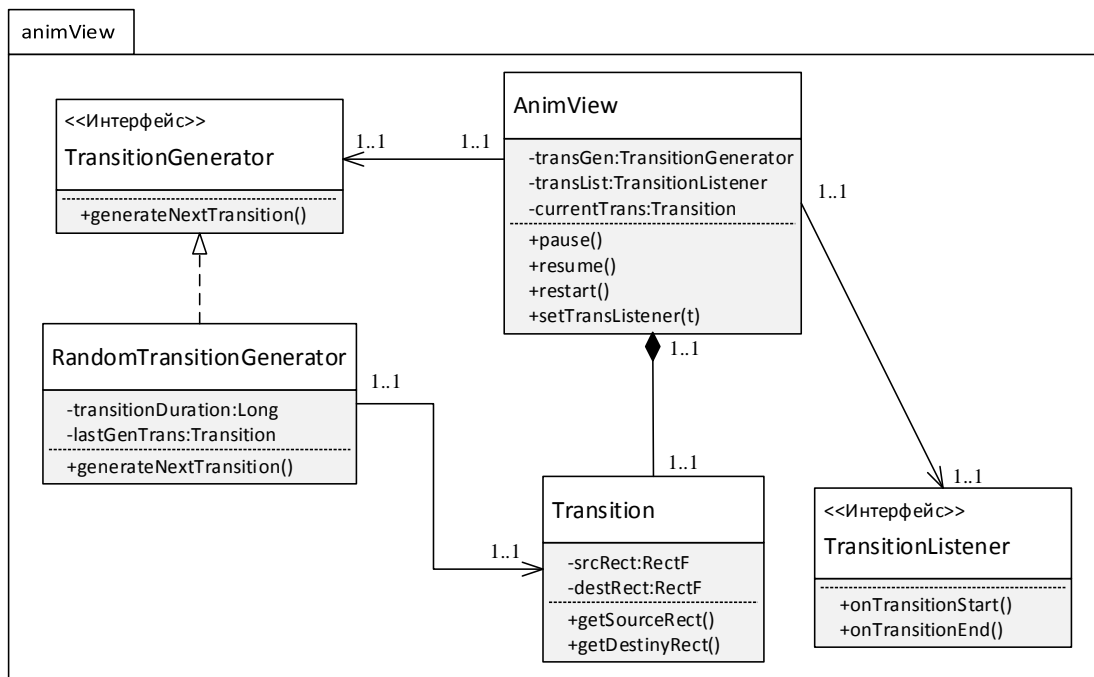 animView
<<Интерфейс>>
TransitionGenerator
+generateNextTransition()
1..1
1..1
AnimView
-transGen:TransitionGenerator
-transList:TransitionListener
-currentTrans:Transition
+pause()
+resume()
+restart()
+setTransListener(t)
1..1
1..1
RandomTransitionGenerator
-transitionDuration:Long
-lastGenTrans:Transition
+generateNextTransition()
1..1
1..1
1..1
Transition
-srcRect:RectF
-destRect:RectF
+getSourceRect()
+getDestinyRect()
1..1
<<Интерфейс>>
TransitionListener
+onTransitionStart()
+onTransitionEnd()